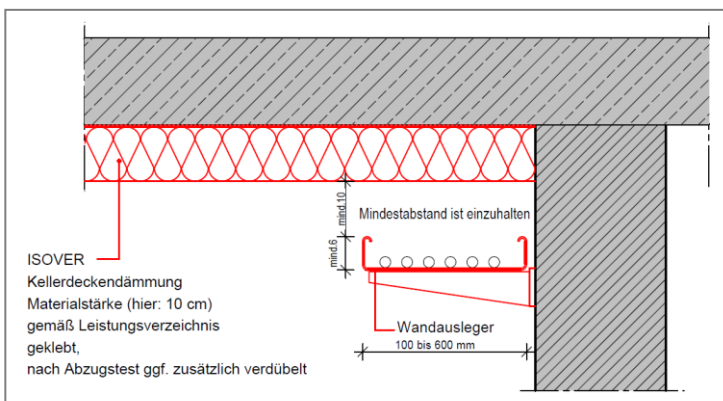 mind.10
Mindestabstand ist einzuhalten
mind.6
ISOVER
Kellerdeckendämmung
Materialstärke (hier: 10 cm)
gemäß Leistungsverzeichnis
geklebt,
nach Abzugstest ggf. zusätzlich verdübelt
Wandausleger
100 bis 600 mm